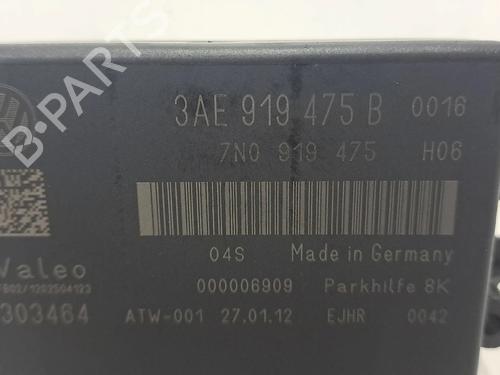 3AE 919 475 B 0016
7N0 919 475 H06
04S Made in Germany
Valeo
000006909 Parkhilfe 8K
303464
ATW-001 27.01.12 EJHR 0042